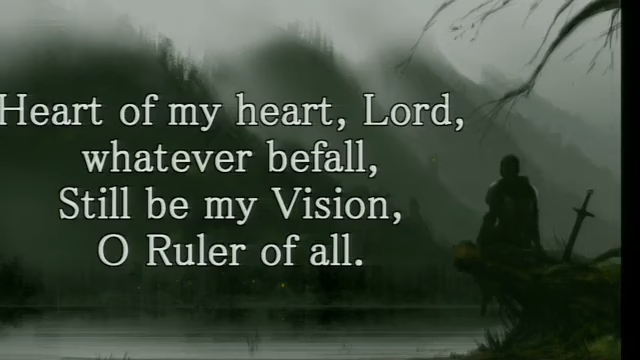 Heart of my heart, Lord,
whatever befall,
Still be my Vision,
O Ruler of all.